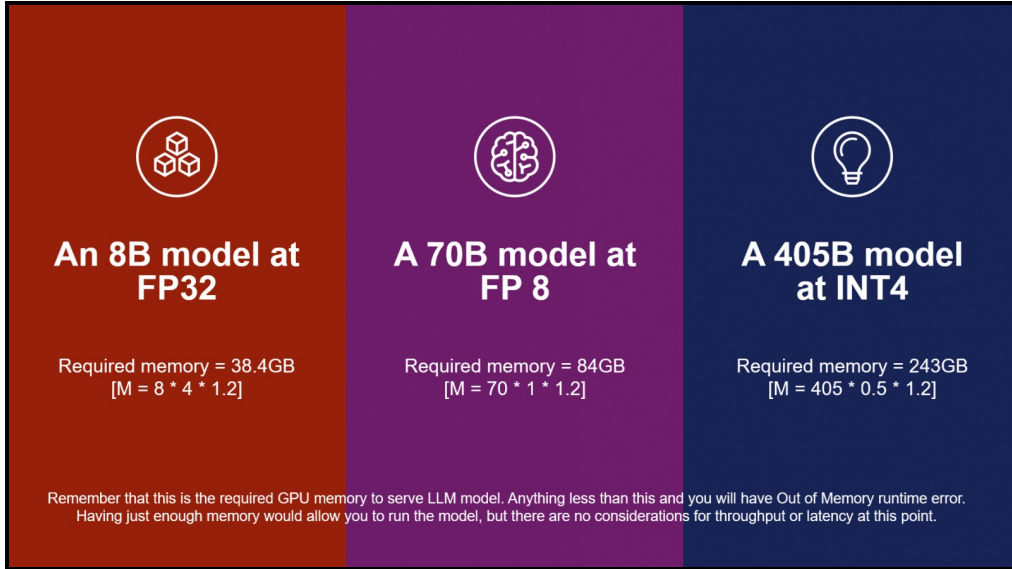 An 8B model at
FP32
Required memory = 38.4GB
[M = 8 * 4 * 1.2]
A 70B model at
FP 8
Required memory = 84GB
[M = 70 * 1 * 1.2]
A 405B model
at INT4
Required memory = 243GB
[M = 405 * 0.5 * 1.2]
Remember that this is the required GPU memory to serve LLM model. Anything less than this and you will have Out of Memory runtime error.
Having just enough memory would allow you to run the model, but there are no considerations for throughput or latency at this point.